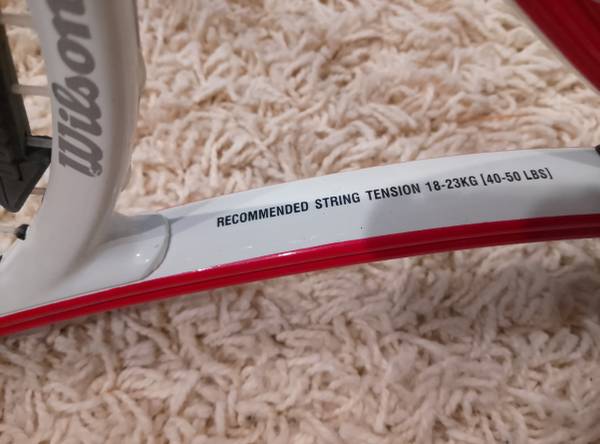 Wilson
RECOMMENDED STRING TENSION 18-23KG [40-50 LBS]